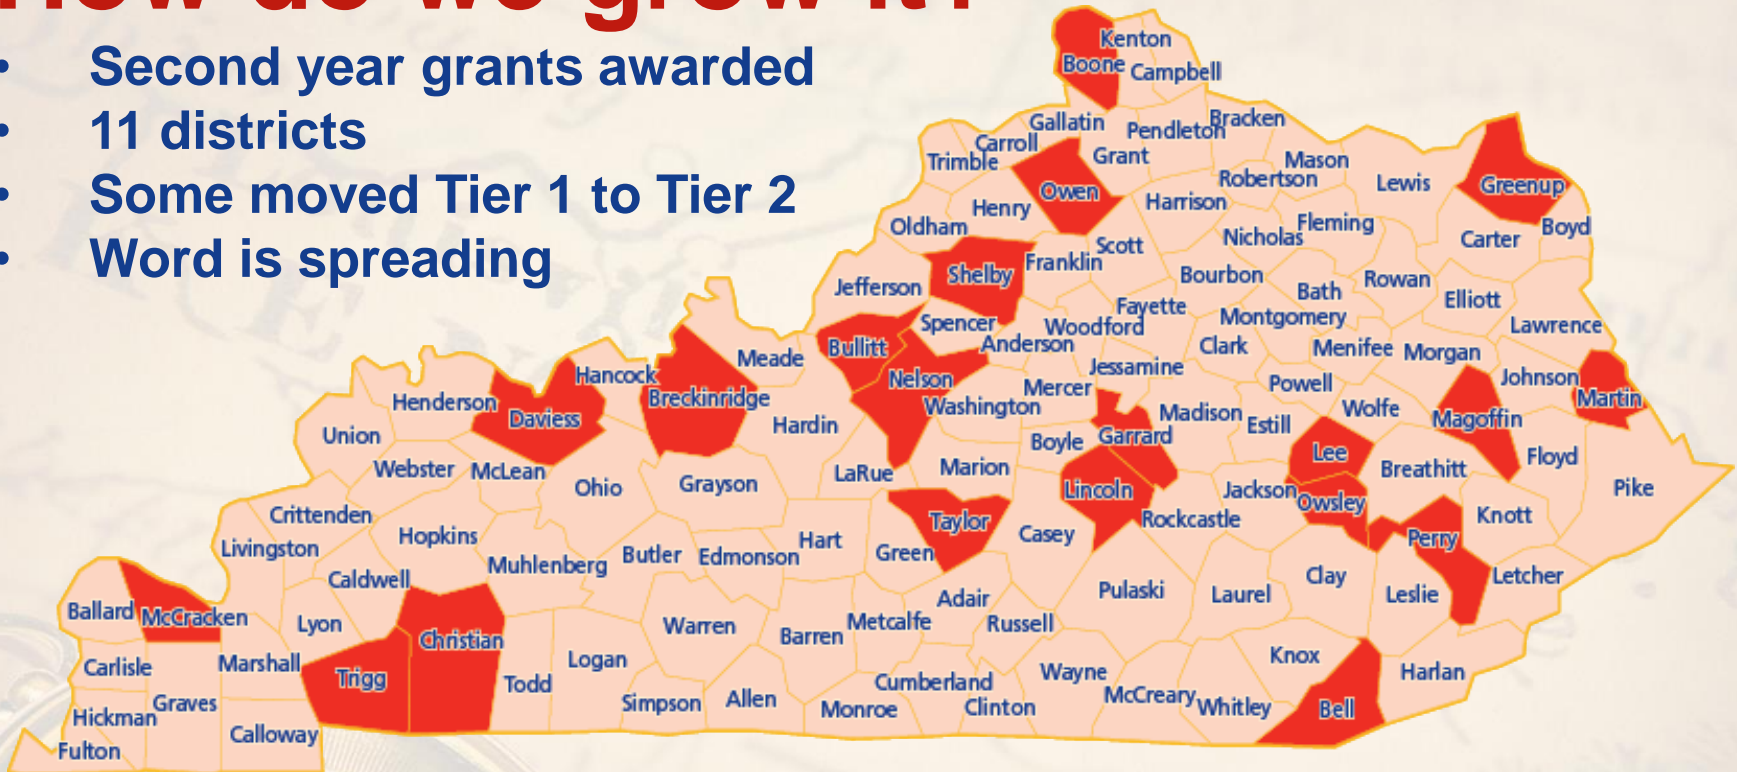 How do we grow it?
• Second year grants awarded
• 11 districts
• Some moved Tier 1 to Tier 2
• Word is spreading
Kenton
Boone
Campbell
Gallatin
Bracken
Pendleton
Carroll
Trimble
Grant
Mason
Robertson
Lewis
Greenup
Owen
Harrison
Henry
Oldham
Fleming
Nicholas
Boyd
Carter
Scott
Franklin
Shelby
Bourbon
Rowan
Jefferson
Bath
Elliott
Fayette
Montgomery
Spencer
Woodford
Lawrence
Anderson
Clark
Menifee
Morgan
Bullitt
Meade
Jessamine
Hancock
Nelson
Mercer
Powell
Johnson
Martin
Breckinridge
Henderson
Daviess
Washington
Madison
Wolfe
Magoffin
Estill
Hardin
Union
Boyle
Garrard
Lee
Floyd
Webster
McLean
Ohio
Grayson
LaRue
Marion
Breathitt
Lincoln
Jackson
Owsley
Pike
Crittenden
Taylor
Rockcastle
Knott
Livingston
Hopkins
Casey
Perry
Muhlenberg
Butler
Edmonson
Hart
Green
Caldwell
Clay
Letcher
Pulaski
Laurel
Leslie
Ballard
McCracken
Lyon
Adair
Metcalfe
Russell
Christian
Warren
Barren
Carlisle
Marshall
Trigg
Logan
Todd
Knox
Harlan
Wayne
Cumberland
McCreary
Whitley
Bell
Graves
Hickman
Simpson
Allen
Monroe
Clinton
Calloway
Fulton